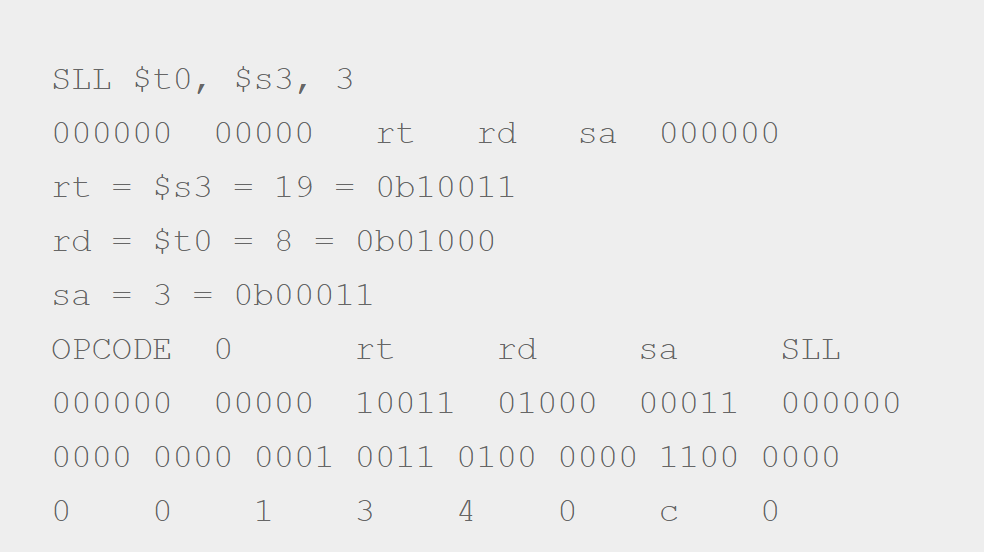 SLL $t0, $s3, 3
000000 00000 rt rd sa 000000
rt = $s3 = 19 = 0b10011
rd = $t0 = 8 = 0b01000
sa = 3 = 0b00011
OPCODE 0 rt rd sa SLL
000000 00000 10011 01000 00011 000000
0000 0000 0001 0011 0100 0000 1100 0000
0 0 1 3 4 0 c 0